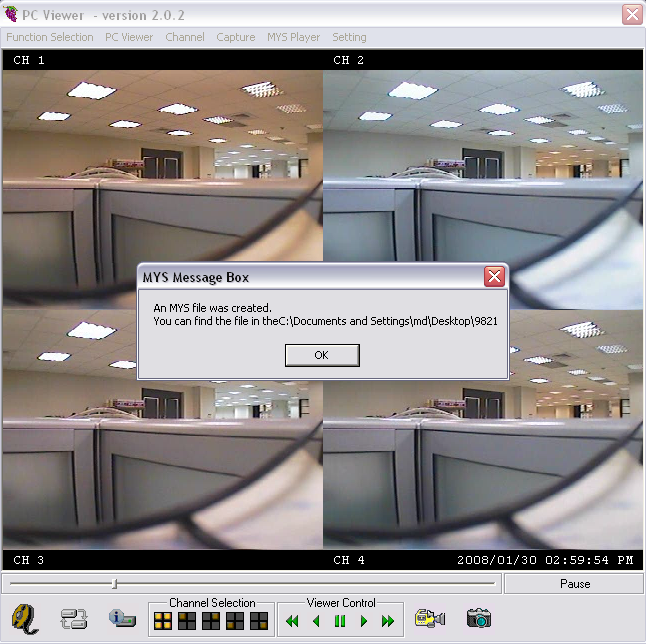 PC Viewer - version 2.0.2
Function Selection PC Viewer Channel Capture MYS Player Setting
CH 1 CH 2
MYS Message Box
An MYS file was created.
You can find the file in theC:\Documents and Settings\md\Desktop\9821
OK
CH 3 CH 4 2008/01/30 02:59:54 PM
Pause
Channel Selection Viewer Control